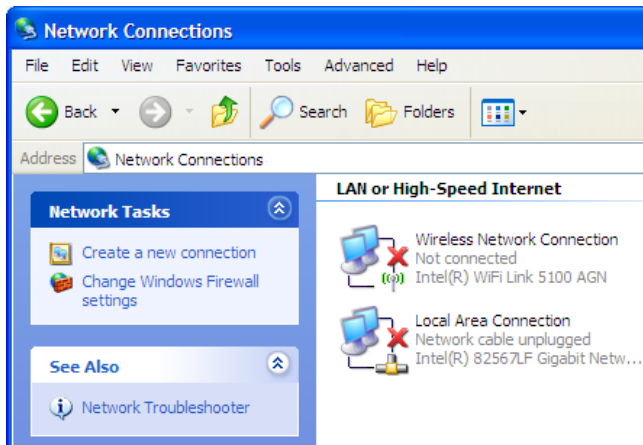 Network Connections
File Edit View Favorites Tools Advanced Help
Back Search Folders
Address Network Connections
Network Tasks
Create a new connection
Change Windows Firewall
settings
See Also
Network Troubleshooter
LAN or High-Speed Internet
Wireless Network Connection
Not connected
Intel(R) WiFi Link 5100 AGN
Local Area Connection
Network cable unplugged
Intel(R) 82567LF Gigabit Netw...